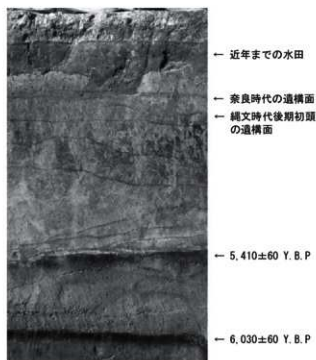 ← 近年までの水田
← 奈良時代の遺構面
← 縄文時代後期初頭
の遺構面
← 5,410±60 Y.B.P
← 6,030±60 Y.B.P